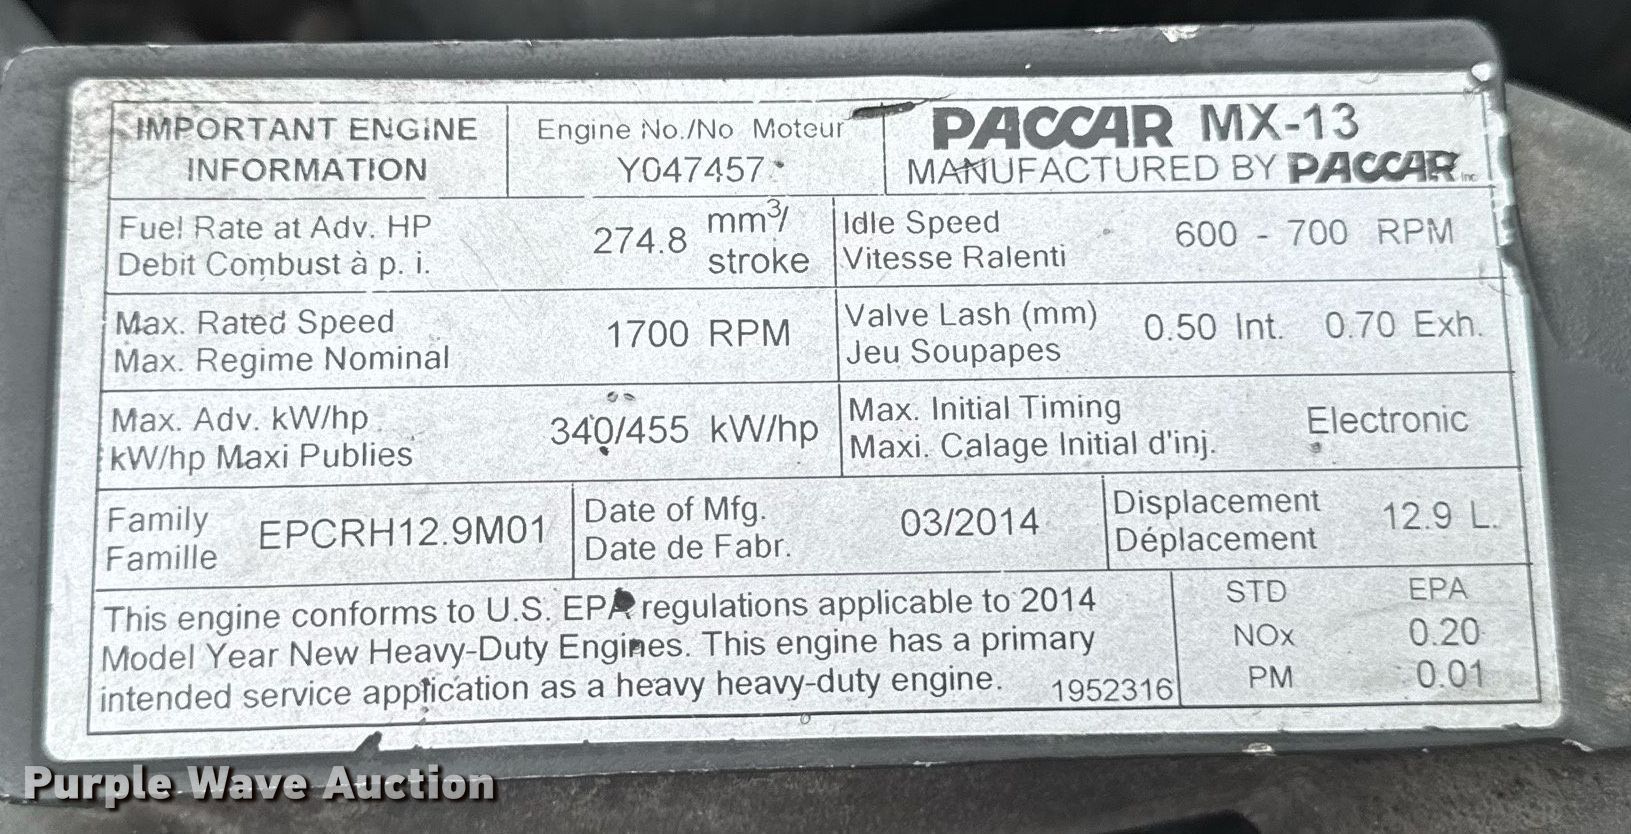 IMPORTANT ENGINE
INFORMATION
Engine No./No Moteur
Y047457
PACCAR MX-13
MANUFACTURED BY PACCAR Inc.
Fuel Rate at Adv. HP
Debit Combust à p. i.
274.8 mm³/
stroke
Idle Speed
Vitesse Ralenti
600 - 700 RPM
Max. Rated Speed
Max. Regime Nominal
1700 RPM
Valve Lash (mm)
Jeu Soupapes
0.50 Int. 0.70 Exh.
Max. Adv. kW/hp
kW/hp Maxi Publies
340/455 kW/hp
Max. Initial Timing
Maxi. Calage Initial d'inj.
Electronic
Family
Famille
EPCRH12.9M01
Date of Mfg.
Date de Fabr.
03/2014
Displacement
Déplacement
12.9 L.
This engine conforms to U.S. EPA regulations applicable to 2014
Model Year New Heavy-Duty Engines. This engine has a primary
intended service application as a heavy heavy-duty engine.
1952316
STD EPA
NOx 0.20
PM 0.01
Purple Wave Auction